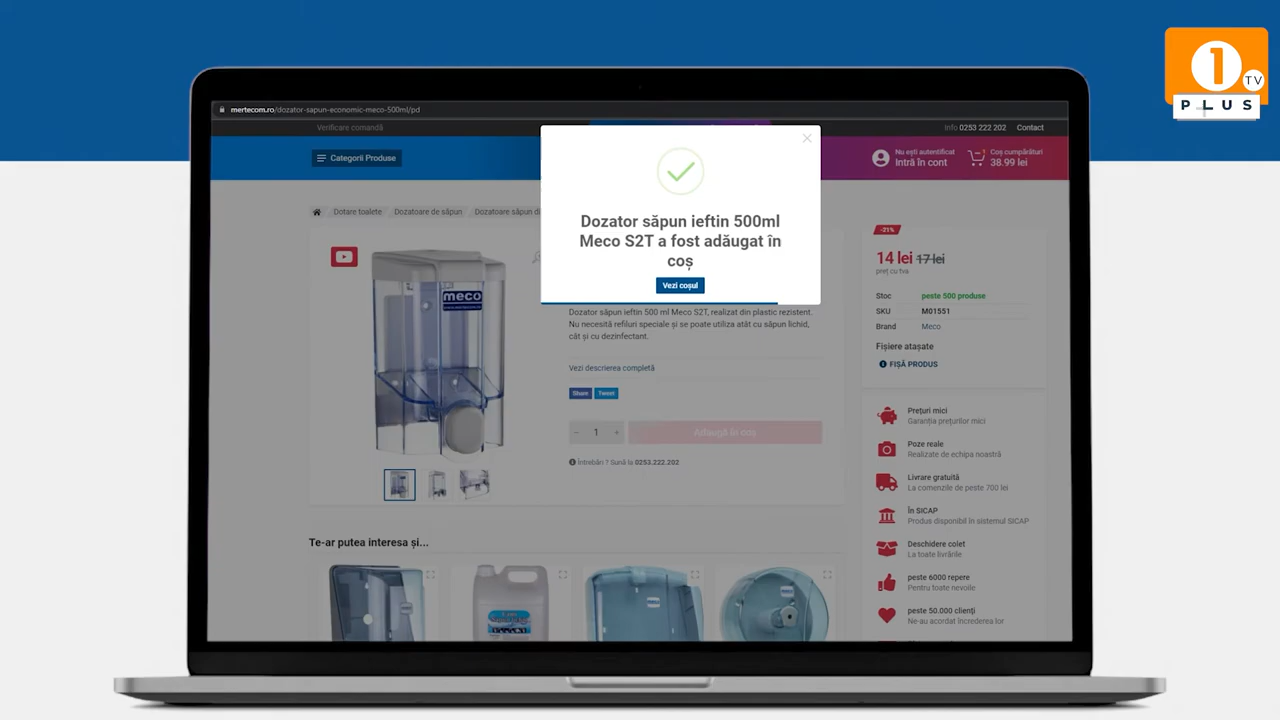 1
TV
PLUS
mertecom.ro/dozator-sapun-economic-meco-500ml/pd
Verificare comandă
Info 0253 222 202 Contact
Categorii Produse
Nu ești autentificat
Intră în cont
Coș cumpărături
38.99 lei
Dotare toalete Dozatoare de săpun Dozatoare săpun di
Dozator săpun ieftin 500ml
Meco S2T a fost adăugat în
coș
Vezi coșul
meco
Dozator săpun ieftin 500 ml Meco S2T, realizat din plastic rezistent.
Nu necesită refiluri speciale și se poate utiliza atât cu săpun lichid,
cât și cu dezinfectant.
Vezi descrierea completă
Share Tweet
− 1 + Adaugă în coș
Întrebări ? Sună la 0253.222.202
-21%
14 lei 17 lei
preț cu tva
Stoc peste 500 produse
SKU M01551
Brand Meco
Fișiere atașate
FIȘĂ PRODUS
Prețuri mici
Garanția prețurilor mici
Poze reale
Realizate de echipa noastră
Livrare gratuită
La comenzile de peste 700 lei
În SICAP
Produs disponibil în sistemul SICAP
Deschidere colet
La toate livrările
peste 6000 repere
Pentru toate nevoile
peste 50.000 clienți
Ne-au acordat încrederea lor
Te-ar putea interesa și...